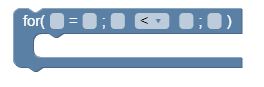 for( = ; < ▾ ; )